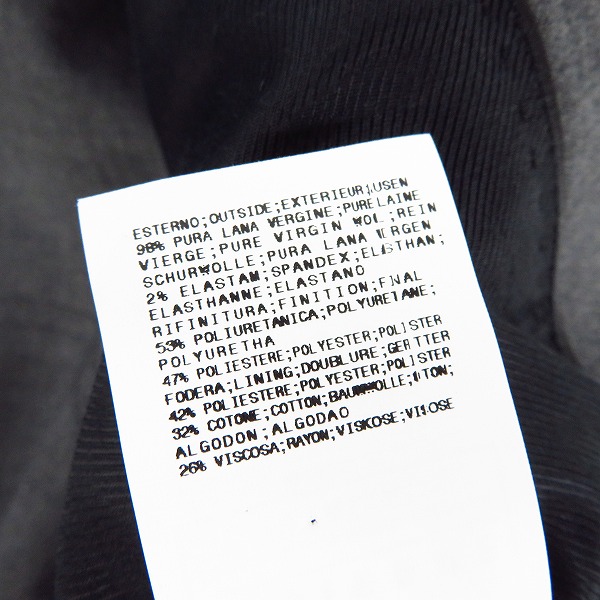 ESTERNO;OUTSIDE;EXTERIEUR;USEN
98% PURA LANA VERGINE;PURE LAINE
VIERGE;PURE VIRGIN WOL;REIN
SCHURWOLLE;PURA LANA VIRGEN
2% ELASTAM;SPANDEX;ELASTHAN;
ELASTHANNE;ELASTANO
RIFINITURA;FINITION;FINAL
53% POLIURETANICA;POLYURETANE;
POLYURETHA
47% POLIESTERE;POLYESTER;POLISTER
FODERA;LINING;DOUBLURE;
42% POLIESTERE;POLYESTER;POLISTER
32% COTONE;COTTON;BAUMWOLLE;
ALGODON;ALGODAO
26% VISCOSA;RAYON;VISKOSE;